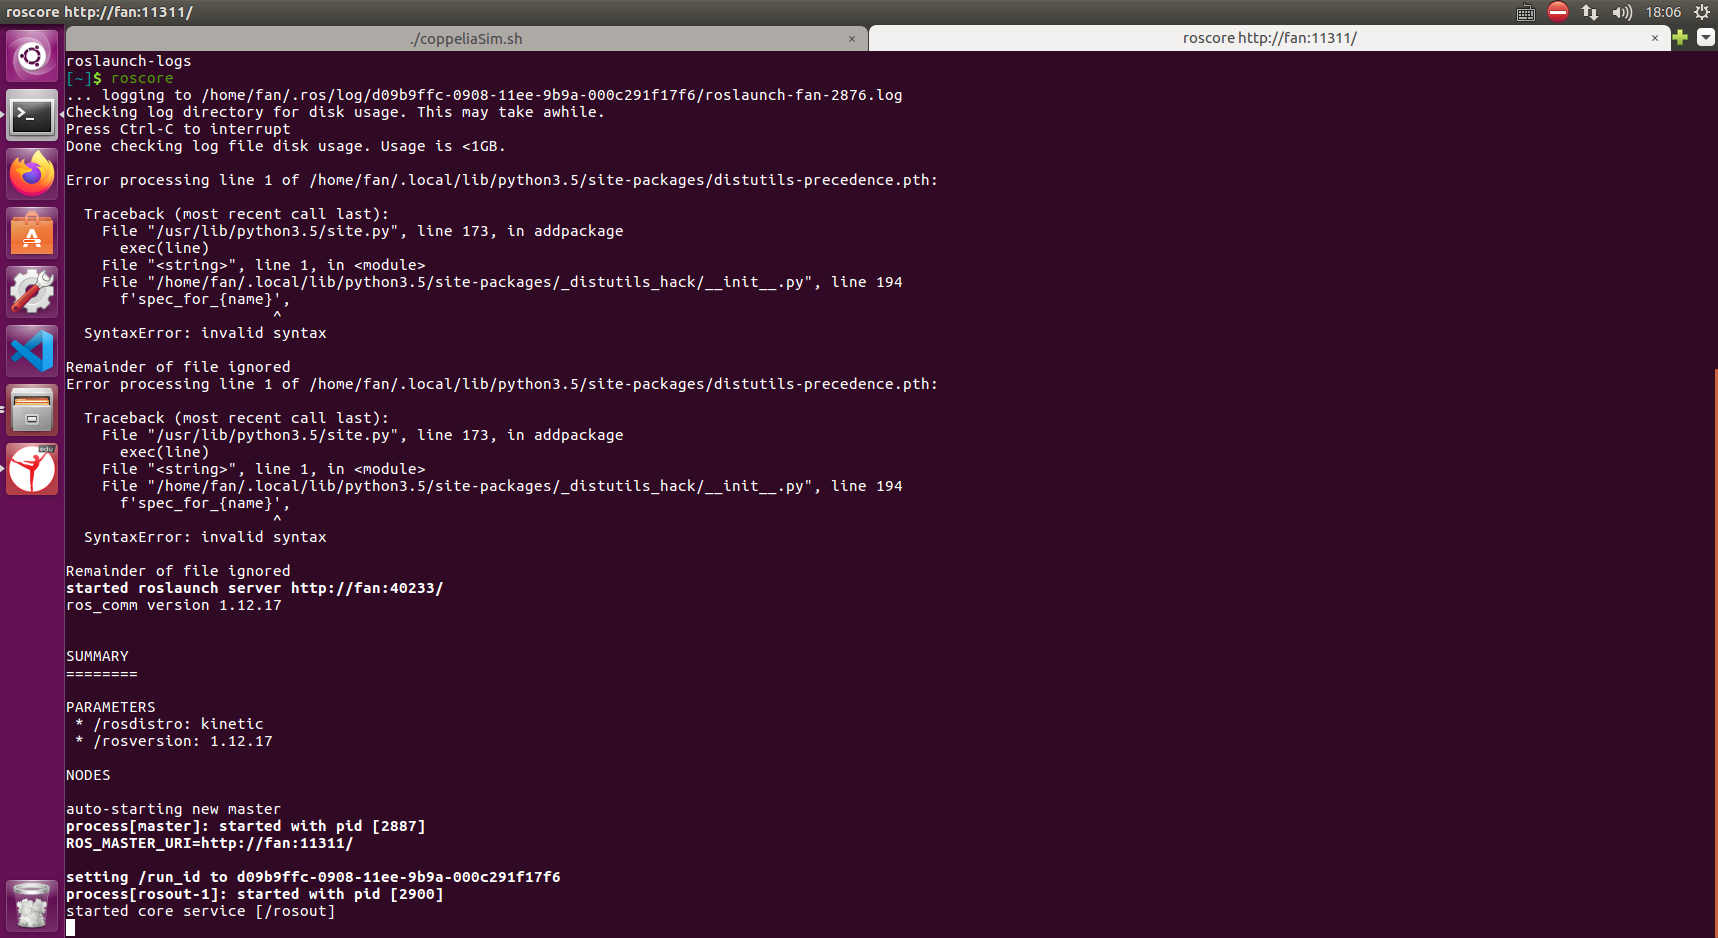 roscore http://fan:11311/
18:06
./coppeliaSim.sh ×
roscore http://fan:11311/ ×
roslaunch-logs
[~]$ roscore
... logging to /home/fan/.ros/log/d09b9ffc-0908-11ee-9b9a-000c291f17f6/roslaunch-fan-2876.log
Checking log directory for disk usage. This may take awhile.
Press Ctrl-C to interrupt
Done checking log file disk usage. Usage is <1GB.
Error processing line 1 of /home/fan/.local/lib/python3.5/site-packages/distutils-precedence.pth:
Traceback (most recent call last):
File "/usr/lib/python3.5/site.py", line 173, in addpackage
exec(line)
File "<string>", line 1, in <module>
File "/home/fan/.local/lib/python3.5/site-packages/_distutils_hack/__init__.py", line 194
f'spec_for_{name}',
^
SyntaxError: invalid syntax
Remainder of file ignored
Error processing line 1 of /home/fan/.local/lib/python3.5/site-packages/distutils-precedence.pth:
Traceback (most recent call last):
File "/usr/lib/python3.5/site.py", line 173, in addpackage
exec(line)
File "<string>", line 1, in <module>
File "/home/fan/.local/lib/python3.5/site-packages/_distutils_hack/__init__.py", line 194
f'spec_for_{name}',
^
SyntaxError: invalid syntax
Remainder of file ignored
started roslaunch server http://fan:40233/
ros_comm version 1.12.17
SUMMARY
========
PARAMETERS
* /rosdistro: kinetic
* /rosversion: 1.12.17
NODES
auto-starting new master
process[master]: started with pid [2887]
ROS_MASTER_URI=http://fan:11311/
setting /run_id to d09b9ffc-0908-11ee-9b9a-000c291f17f6
process[rosout-1]: started with pid [2900]
started core service [/rosout]
edu